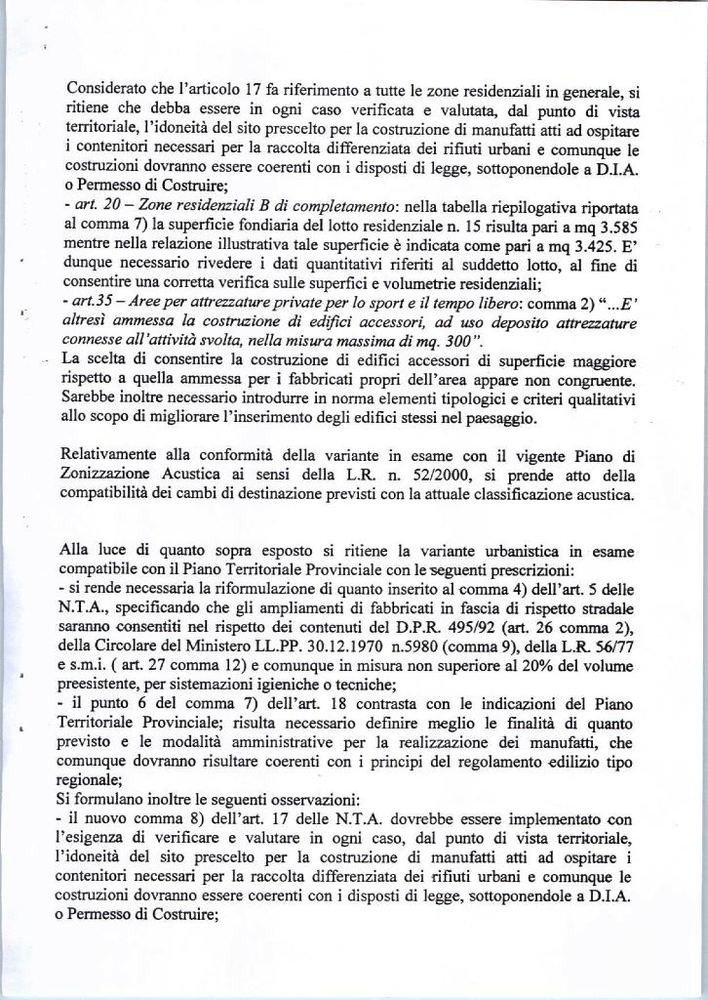 Considerato che l'articolo 17 fa riferimento a tutte le zone residenziali in generale, si
ritiene che debba essere in ogni caso verificata e valutata, dal punto di vista
territoriale, l'idoneità del sito prescelto per la costruzione di manufatti atti ad ospitare
i contenitori necessari per la raccolta differenziata dei rifiuti urbani e comunque le
costruzioni dovranno essere coerenti con i disposti di legge, sottoponendole a D.I.A.
o Permesso di Costruire;
- art. 20 – Zone residenziali B di completamento: nella tabella riepilogativa riportata
al comma 7) la superficie fondiaria del lotto residenziale n. 15 risulta pari a mq 3.585
mentre nella relazione illustrativa tale superficie è indicata come pari a mq 3.425. E'
dunque necessario rivedere i dati quantitativi riferiti al suddetto lotto, al fine di
consentire una corretta verifica sulle superfici e volumetrie residenziali;
- art.35 – Aree per attrezzature private per lo sport e il tempo libero: comma 2) "...E'
altresì ammessa la costruzione di edifici accessori, ad uso deposito attrezzature
connesse all'attività svolta, nella misura massima di mq. 300".
La scelta di consentire la costruzione di edifici accessori di superficie maggiore
rispetto a quella ammessa per i fabbricati propri dell'area appare non congruente.
Sarebbe inoltre necessario introdurre in norma elementi tipologici e criteri qualitativi
allo scopo di migliorare l'inserimento degli edifici stessi nel paesaggio.
Relativamente alla conformità della variante in esame con il vigente Piano di
Zonizzazione Acustica ai sensi della L.R. n. 52/2000, si prende atto della
compatibilità dei cambi di destinazione previsti con la attuale classificazione acustica.
Alla luce di quanto sopra esposto si ritiene la variante urbanistica in esame
compatibile con il Piano Territoriale Provinciale con le seguenti prescrizioni:
- si rende necessaria la riformulazione di quanto inserito al comma 4) dell'art. 5 delle
N.T.A., specificando che gli ampliamenti di fabbricati in fascia di rispetto stradale
saranno consentiti nel rispetto dei contenuti del D.P.R. 495/92 (art. 26 comma 2),
della Circolare del Ministero LL.PP. 30.12.1970 n.5980 (comma 9), della L.R. 56/77
e s.m.i. ( art. 27 comma 12) e comunque in misura non superiore al 20% del volume
preesistente, per sistemazioni igieniche o tecniche;
- il punto 6 del comma 7) dell'art. 18 contrasta con le indicazioni del Piano
Territoriale Provinciale; risulta necessario definire meglio le finalità di quanto
previsto e le modalità amministrative per la realizzazione dei manufatti, che
comunque dovranno risultare coerenti con i principi del regolamento edilizio tipo
regionale;
Si formulano inoltre le seguenti osservazioni:
- il nuovo comma 8) dell'art. 17 delle N.T.A. dovrebbe essere implementato con
l'esigenza di verificare e valutare in ogni caso, dal punto di vista territoriale,
l'idoneità del sito prescelto per la costruzione di manufatti atti ad ospitare i
contenitori necessari per la raccolta differenziata dei rifiuti urbani e comunque le
costruzioni dovranno essere coerenti con i disposti di legge, sottoponendole a D.I.A.
o Permesso di Costruire;